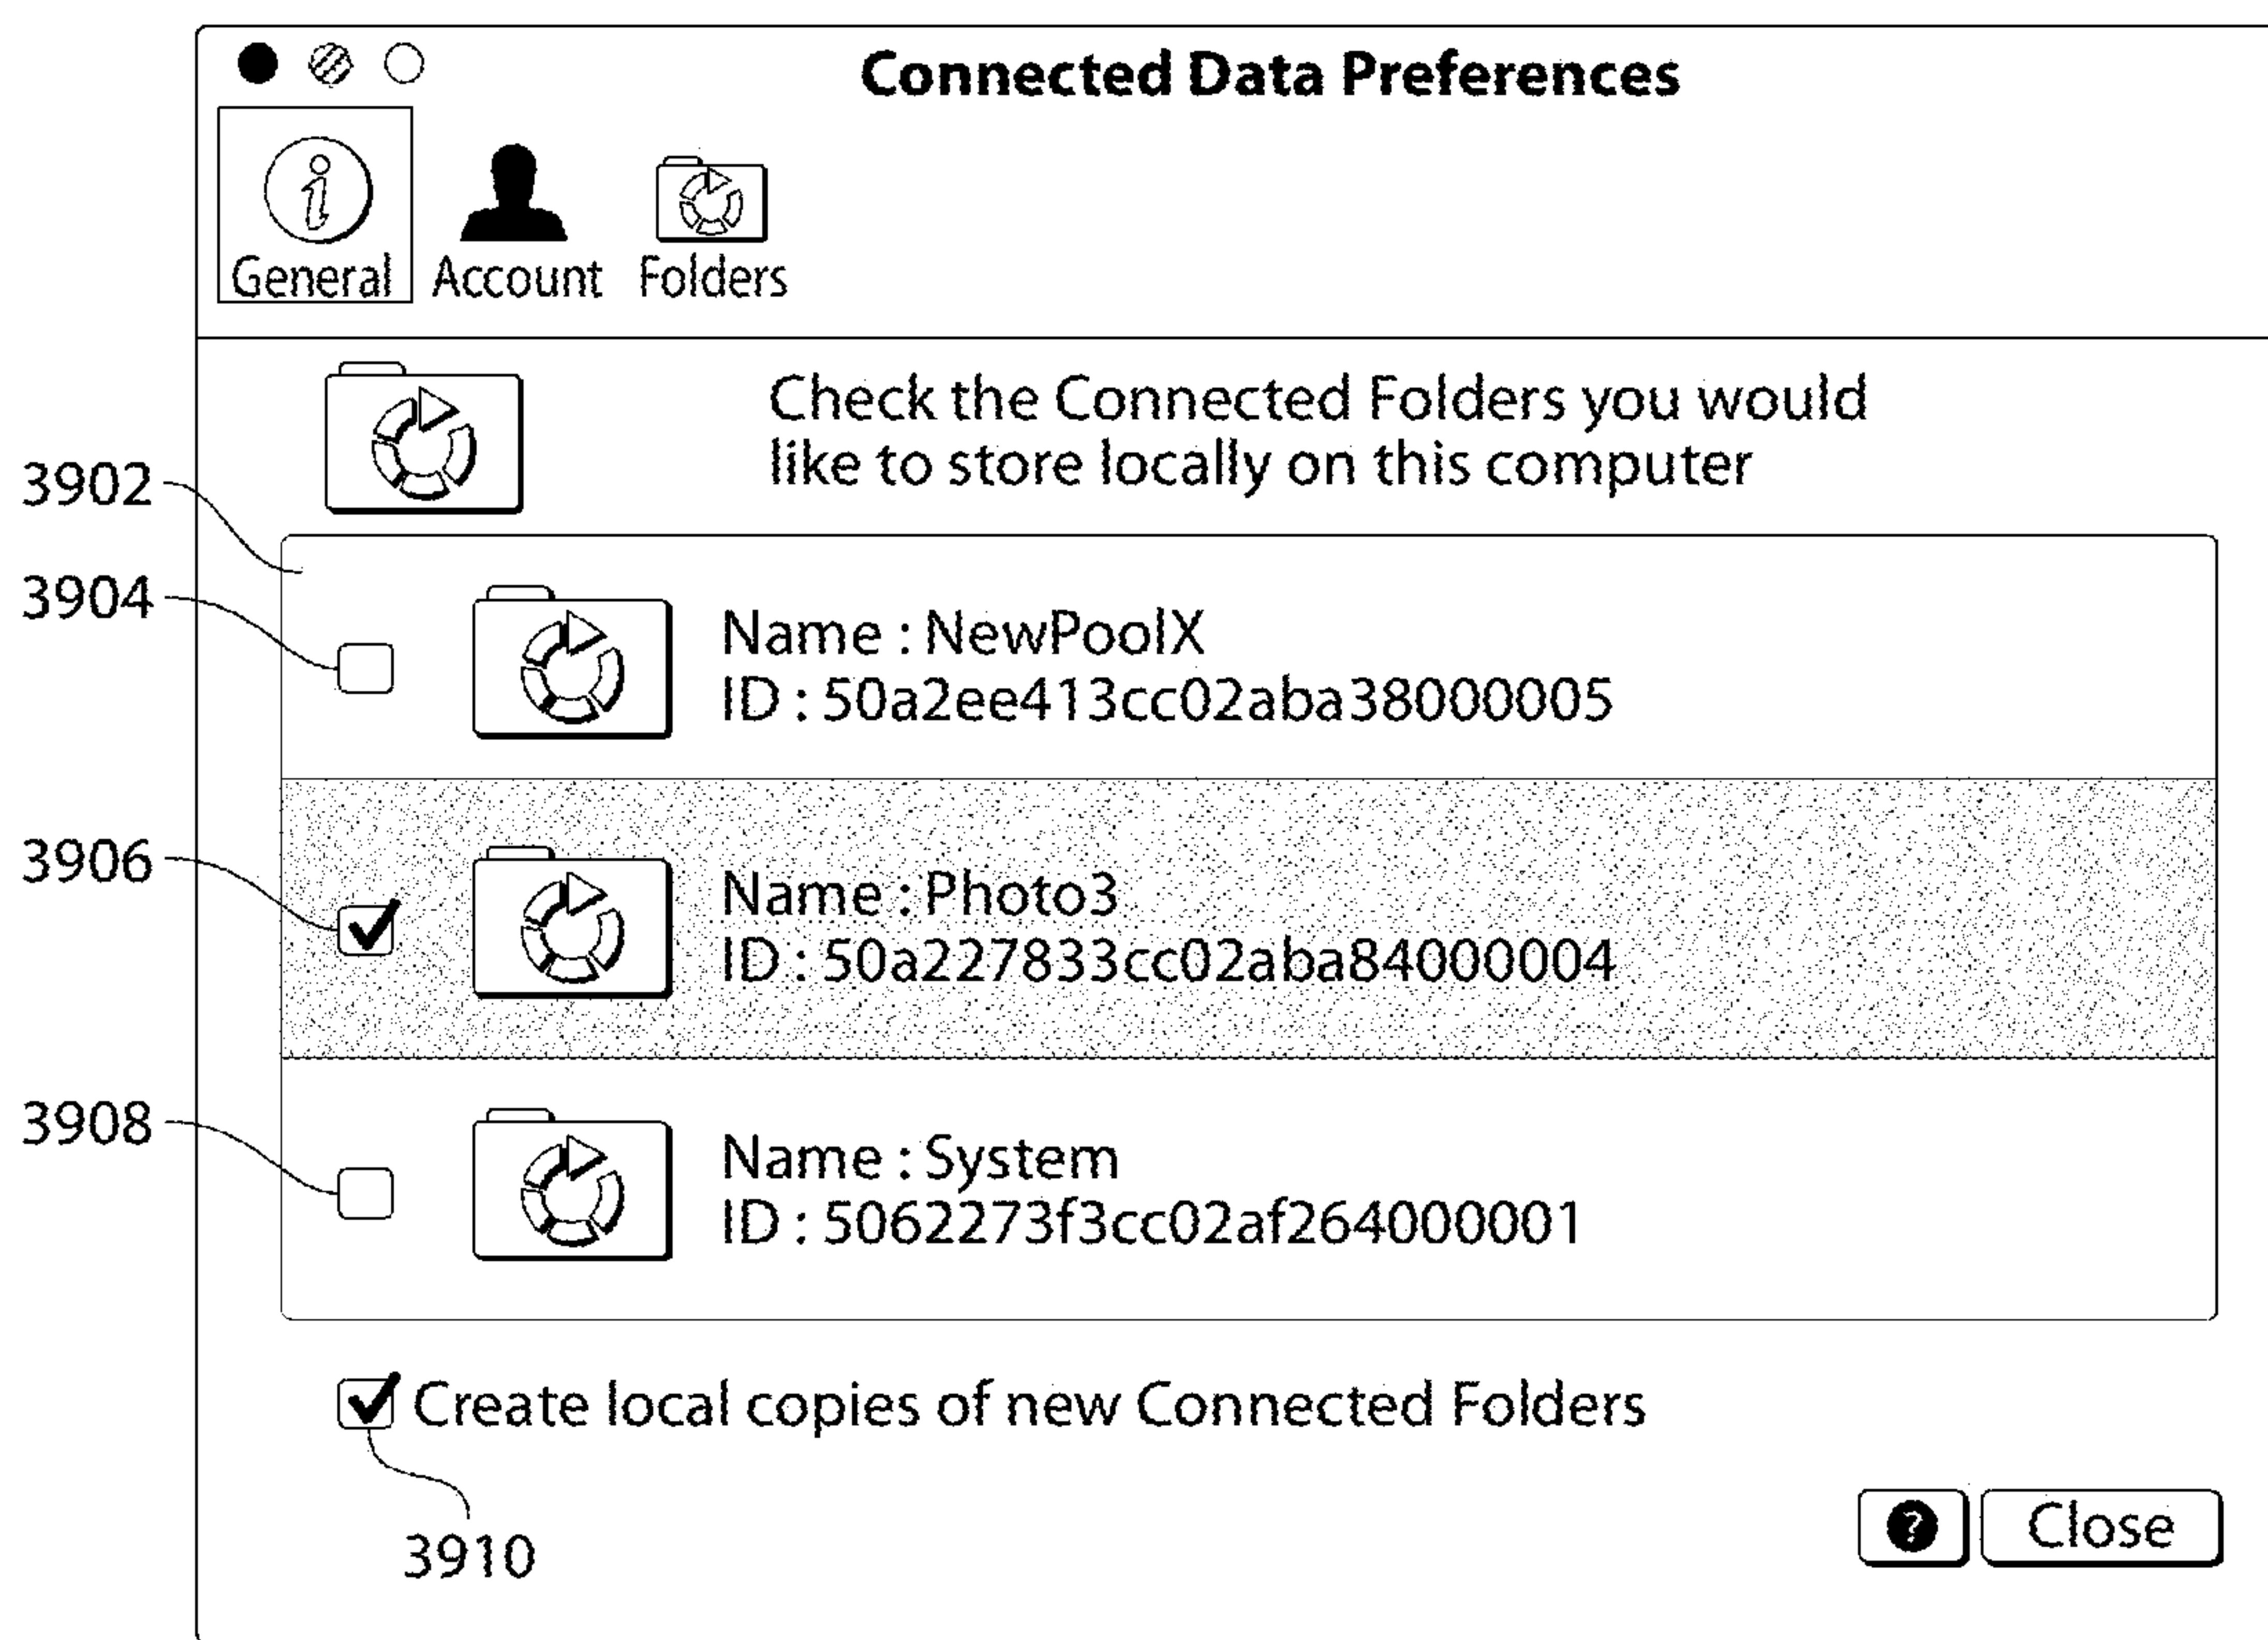 Connected Data Preferences
i
General Account Folders
Check the Connected Folders you would
like to store locally on this computer
3902
3904
Name : NewPoolX
ID : 50a2ee413cc02aba38000005
3906
Name : Photo3
ID : 50a227833cc02aba84000004
3908
Name : System
ID : 5062273f3cc02af264000001
Create local copies of new Connected Folders
3910
? Close